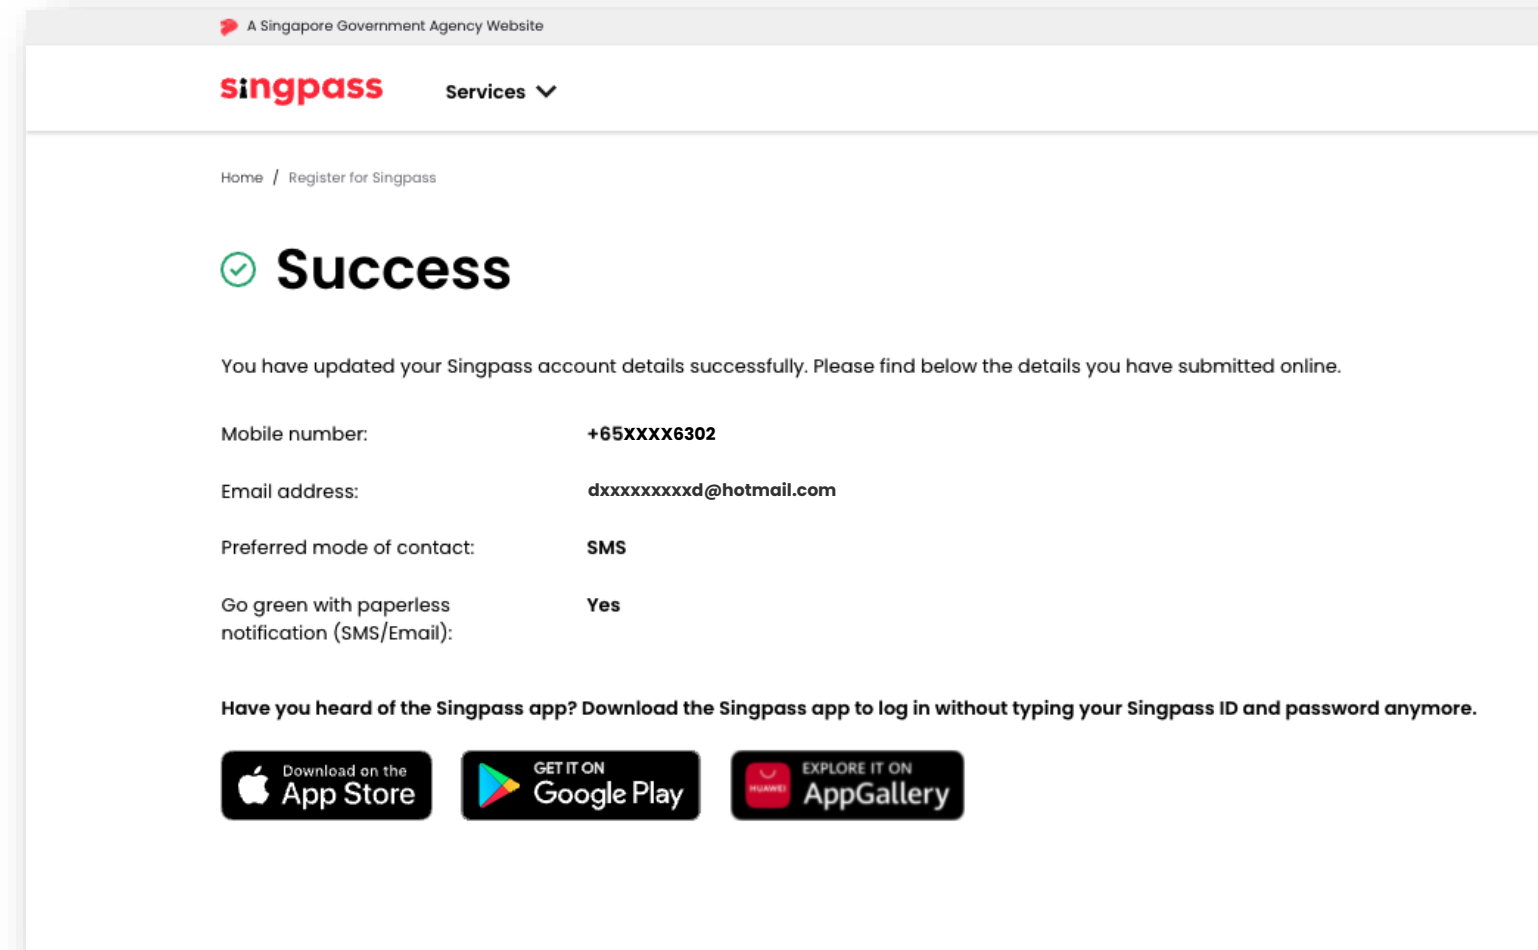 A Singapore Government Agency Website
singpass
Services
Home / Register for Singpass
Success
You have updated your Singpass account details successfully. Please find below the details you have submitted online.
Mobile number: +65XXXX6302
Email address: dxxxxxxxxxd@hotmail.com
Preferred mode of contact: SMS
Go green with paperless Yes
notification (SMS/Email):
Have you heard of the Singpass app? Download the Singpass app to log in without typing your Singpass ID and password anymore.
Download on the
App Store
GET IT ON
Google Play
HUAWEI
EXPLORE IT ON
AppGallery